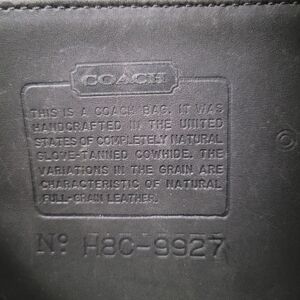 COACH
THIS IS A COACH BAG. IT WAS
HANDCRAFTED IN THE UNITED
STATES OF COMPLETELY NATURAL
GLOVE-TANNED COWHIDE. THE
VARIATIONS IN THE GRAIN ARE
CHARACTERISTIC OF NATURAL
FULL-GRAIN LEATHER.
Nº H8C-9927